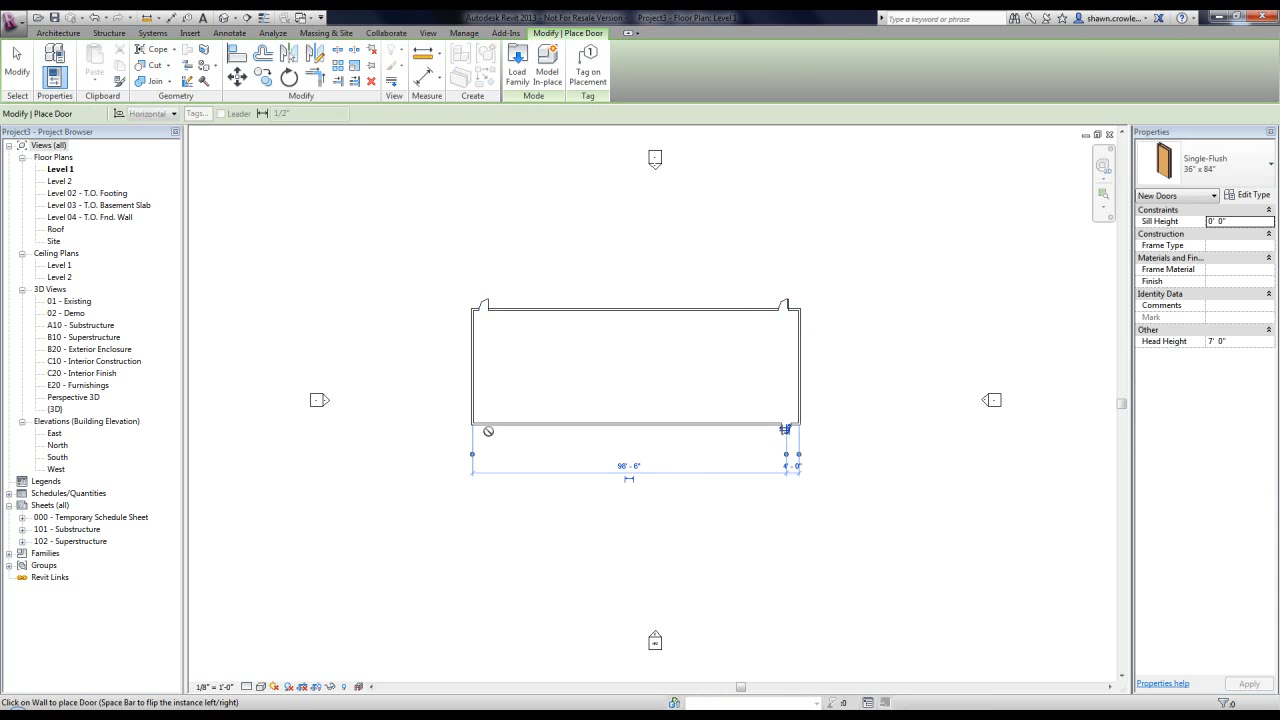 Autodesk Revit 2013 - Not For Resale Version - Project3 - Floor Plan: Level 1
Type a keyword or phrase
shawn.crowle...
Architecture Structure Systems Insert Annotate Analyze Massing & Site Collaborate View Manage Add-Ins Modify | Place Door
Modify
Paste
Cope
Cut
Join
Load Family
Model In-place
Tag on Placement
Select Properties Clipboard Geometry Modify View Measure Create Mode Tag
Modify | Place Door Horizontal Tags... Leader 1/2"
Project3 - Project Browser
Views (all)
Floor Plans
Level 1
Level 2
Level 02 - T.O. Footing
Level 03 - T.O. Basement Slab
Level 04 - T.O. Fnd. Wall
Roof
Site
Ceiling Plans
Level 1
Level 2
3D Views
01 - Existing
02 - Demo
A10 - Substructure
B10 - Superstructure
B20 - Exterior Enclosure
C10 - Interior Construction
C20 - Interior Finish
E20 - Furnishings
Perspective 3D
{3D}
Elevations (Building Elevation)
East
North
South
West
Legends
Schedules/Quantities
Sheets (all)
000 - Temporary Schedule Sheet
101 - Substructure
102 - Superstructure
Families
Groups
Revit Links
98' - 6"
4' - 0"
2D
Properties
Single-Flush
36" x 84"
New Doors
Edit Type
Constraints
Sill Height 0' 0"
Construction
Frame Type
Materials and Fin...
Frame Material
Finish
Identity Data
Comments
Mark
Other
Head Height 7' 0"
Properties help
Apply
1/8" = 1'-0"
Click on Wall to place Door (Space Bar to flip the instance left/right)
:0
:0